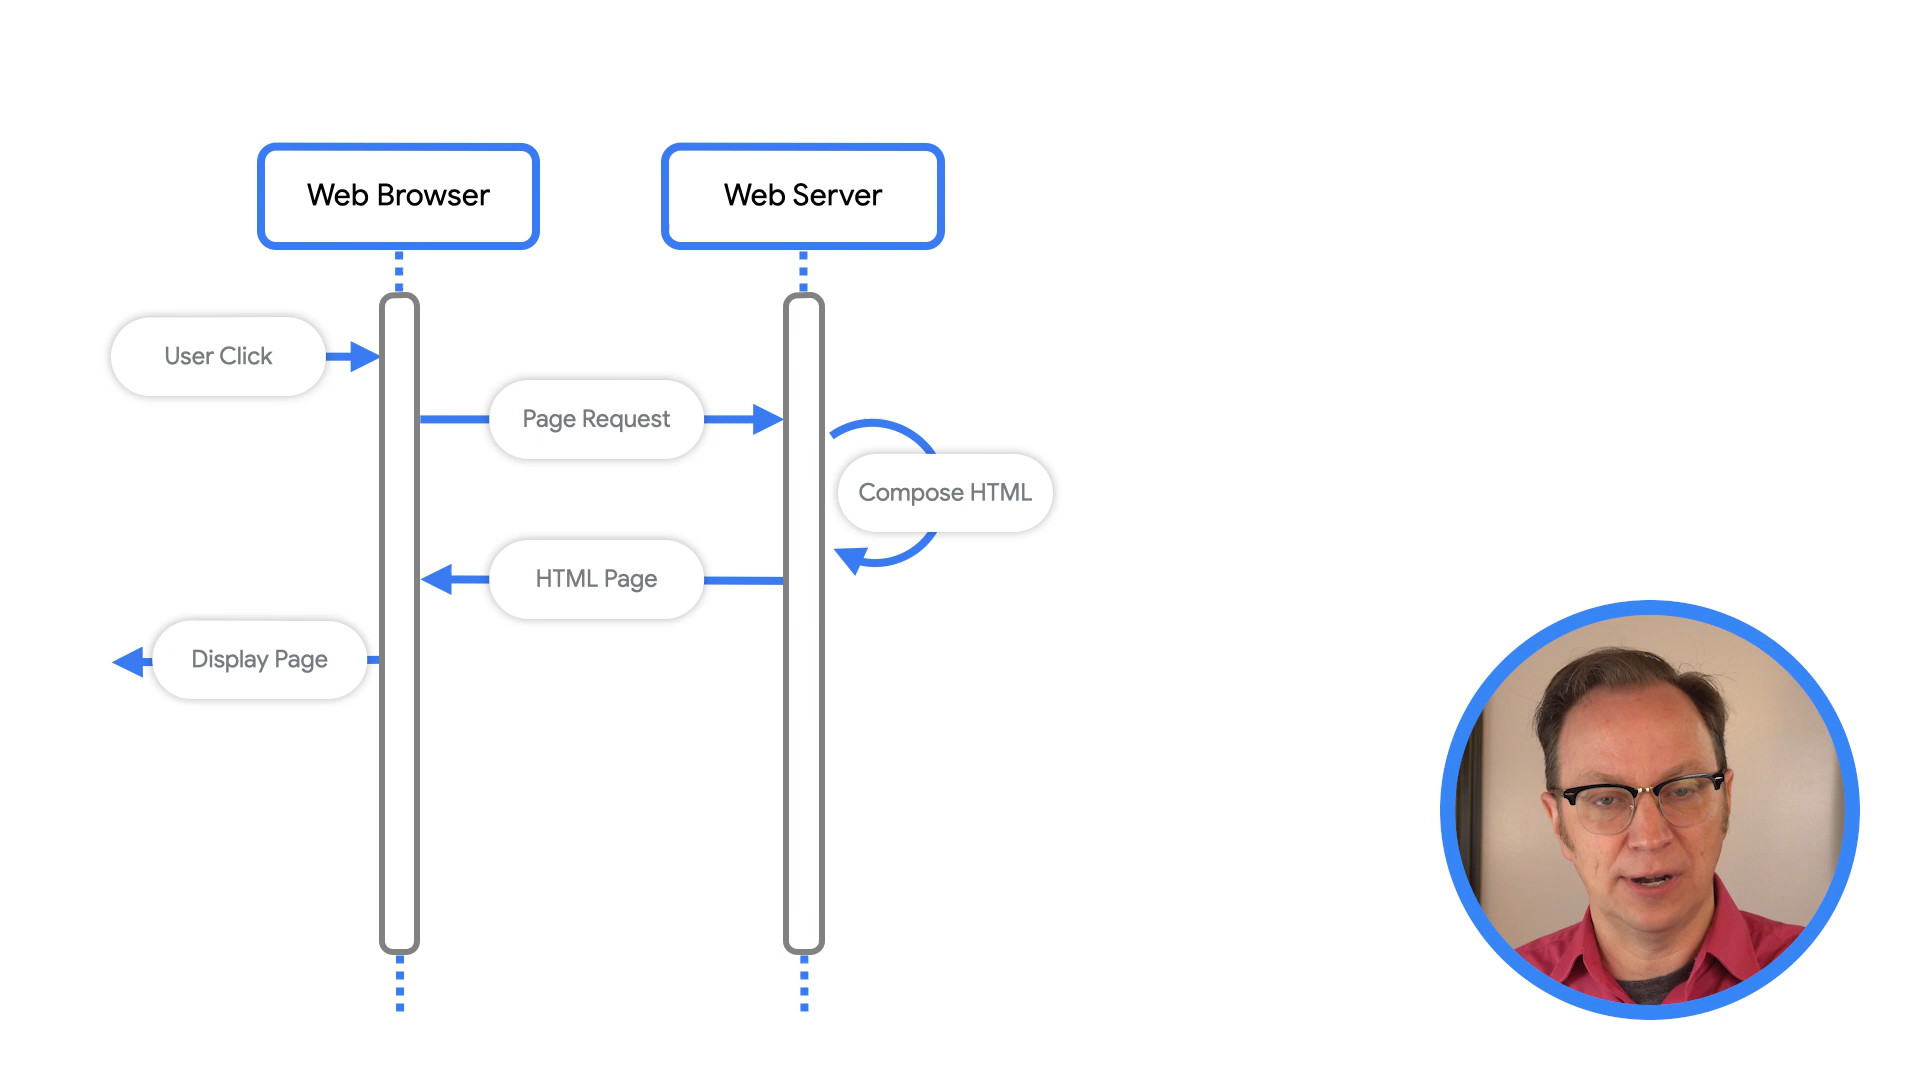 Web Browser
Web Server
User Click
Page Request
Compose HTML
HTML Page
Display Page